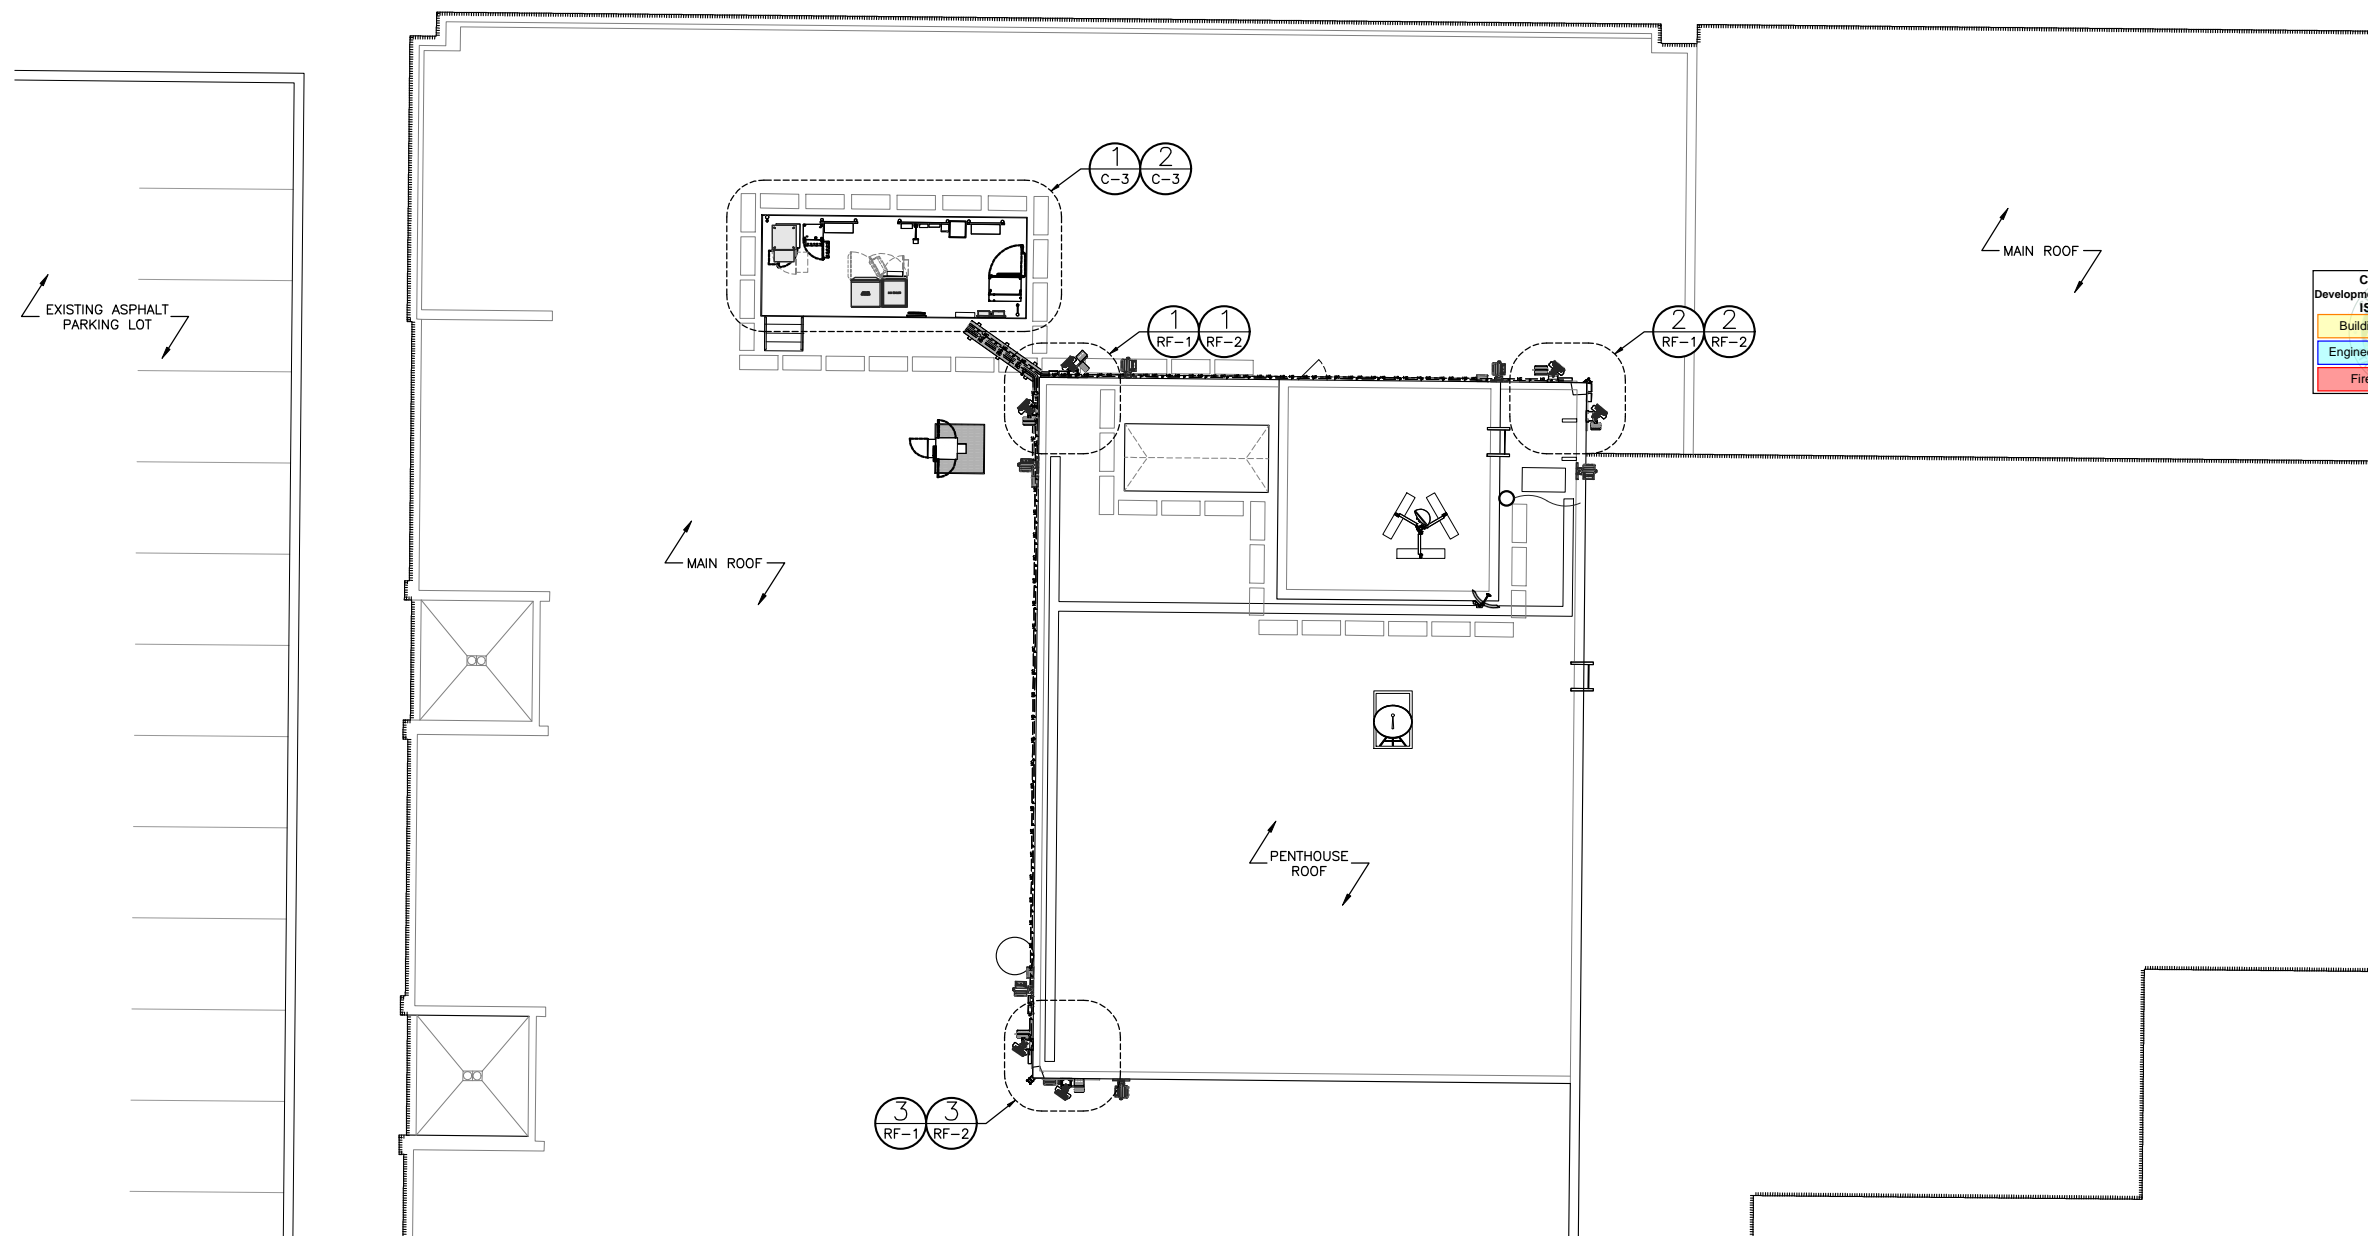 1
C-3
2
C-3
MAIN ROOF
EXISTING ASPHALT
PARKING LOT
1
RF-1
1
RF-2
2
RF-1
2
RF-2
MAIN ROOF
PENTHOUSE
ROOF
3
RF-1
3
RF-2